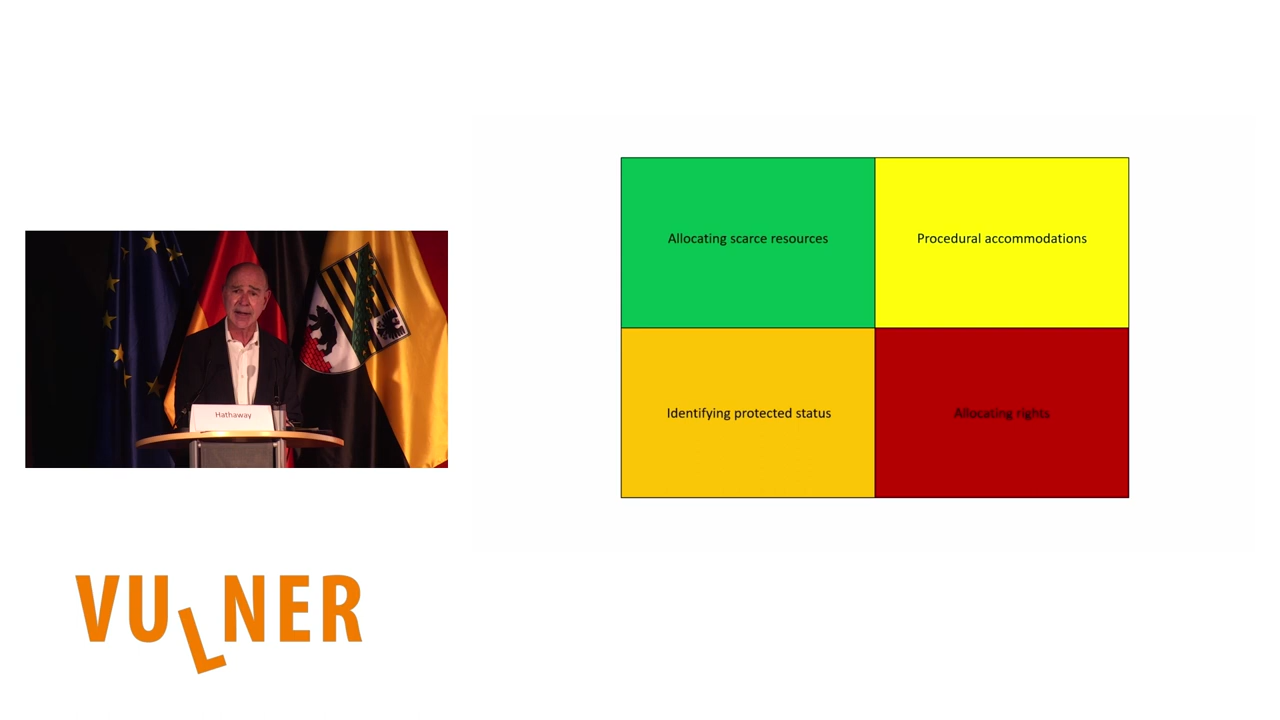 Allocating scarce resources
Procedural accommodations
Identifying protected status
Allocating rights
Hathaway
VULNER